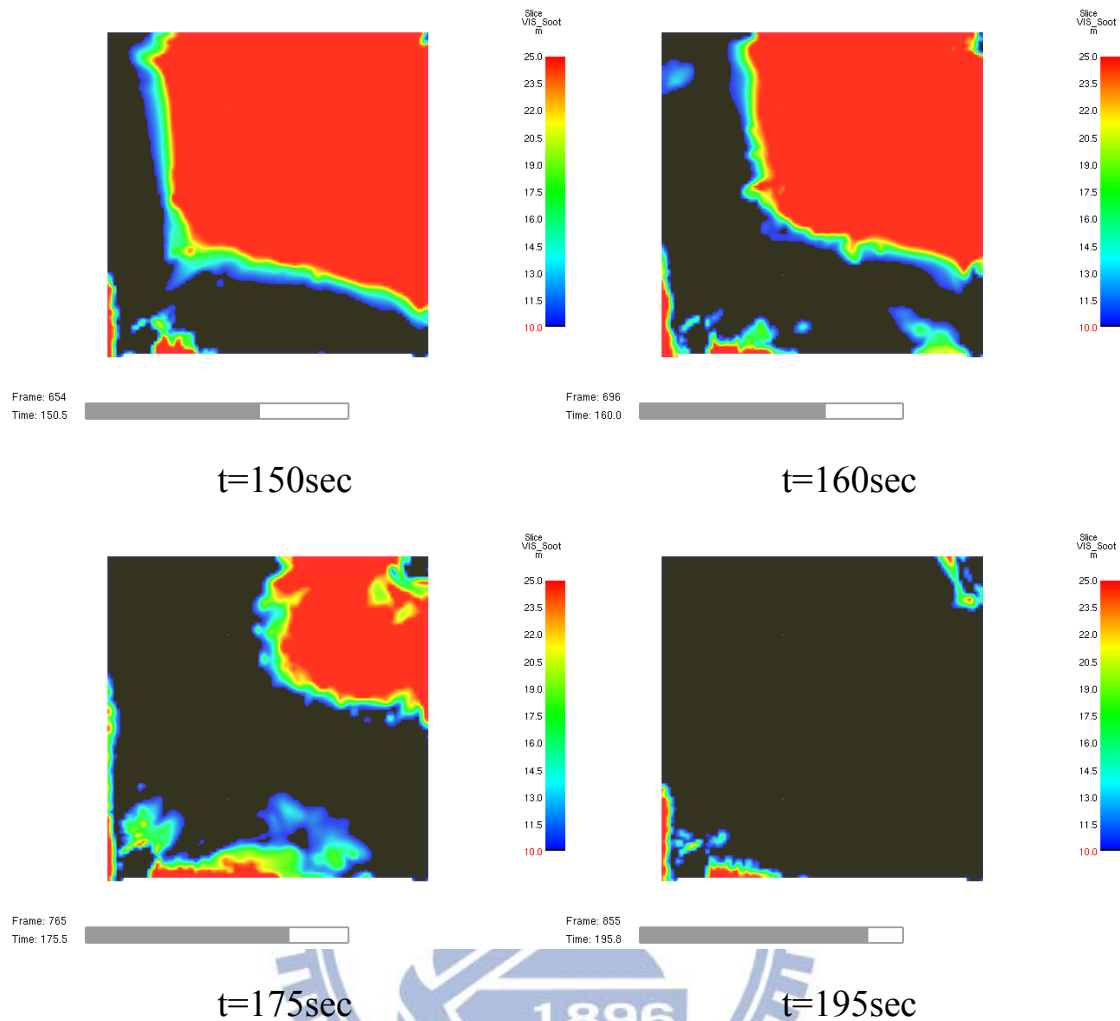 Slice
VIS_Soot
m
25.0
23.5
22.0
20.5
19.0
17.5
16.0
14.5
13.0
11.5
10.0
Frame: 654
Time: 150.5
t=150sec
Slice
VIS_Soot
m
25.0
23.5
22.0
20.5
19.0
17.5
16.0
14.5
13.0
11.5
10.0
Frame: 696
Time: 160.0
t=160sec
Slice
VIS_Soot
m
25.0
23.5
22.0
20.5
19.0
17.5
16.0
14.5
13.0
11.5
10.0
Frame: 765
Time: 175.5
t=175sec
Slice
VIS_Soot
m
25.0
23.5
22.0
20.5
19.0
17.5
16.0
14.5
13.0
11.5
10.0
Frame: 855
Time: 195.8
t=195sec
1896